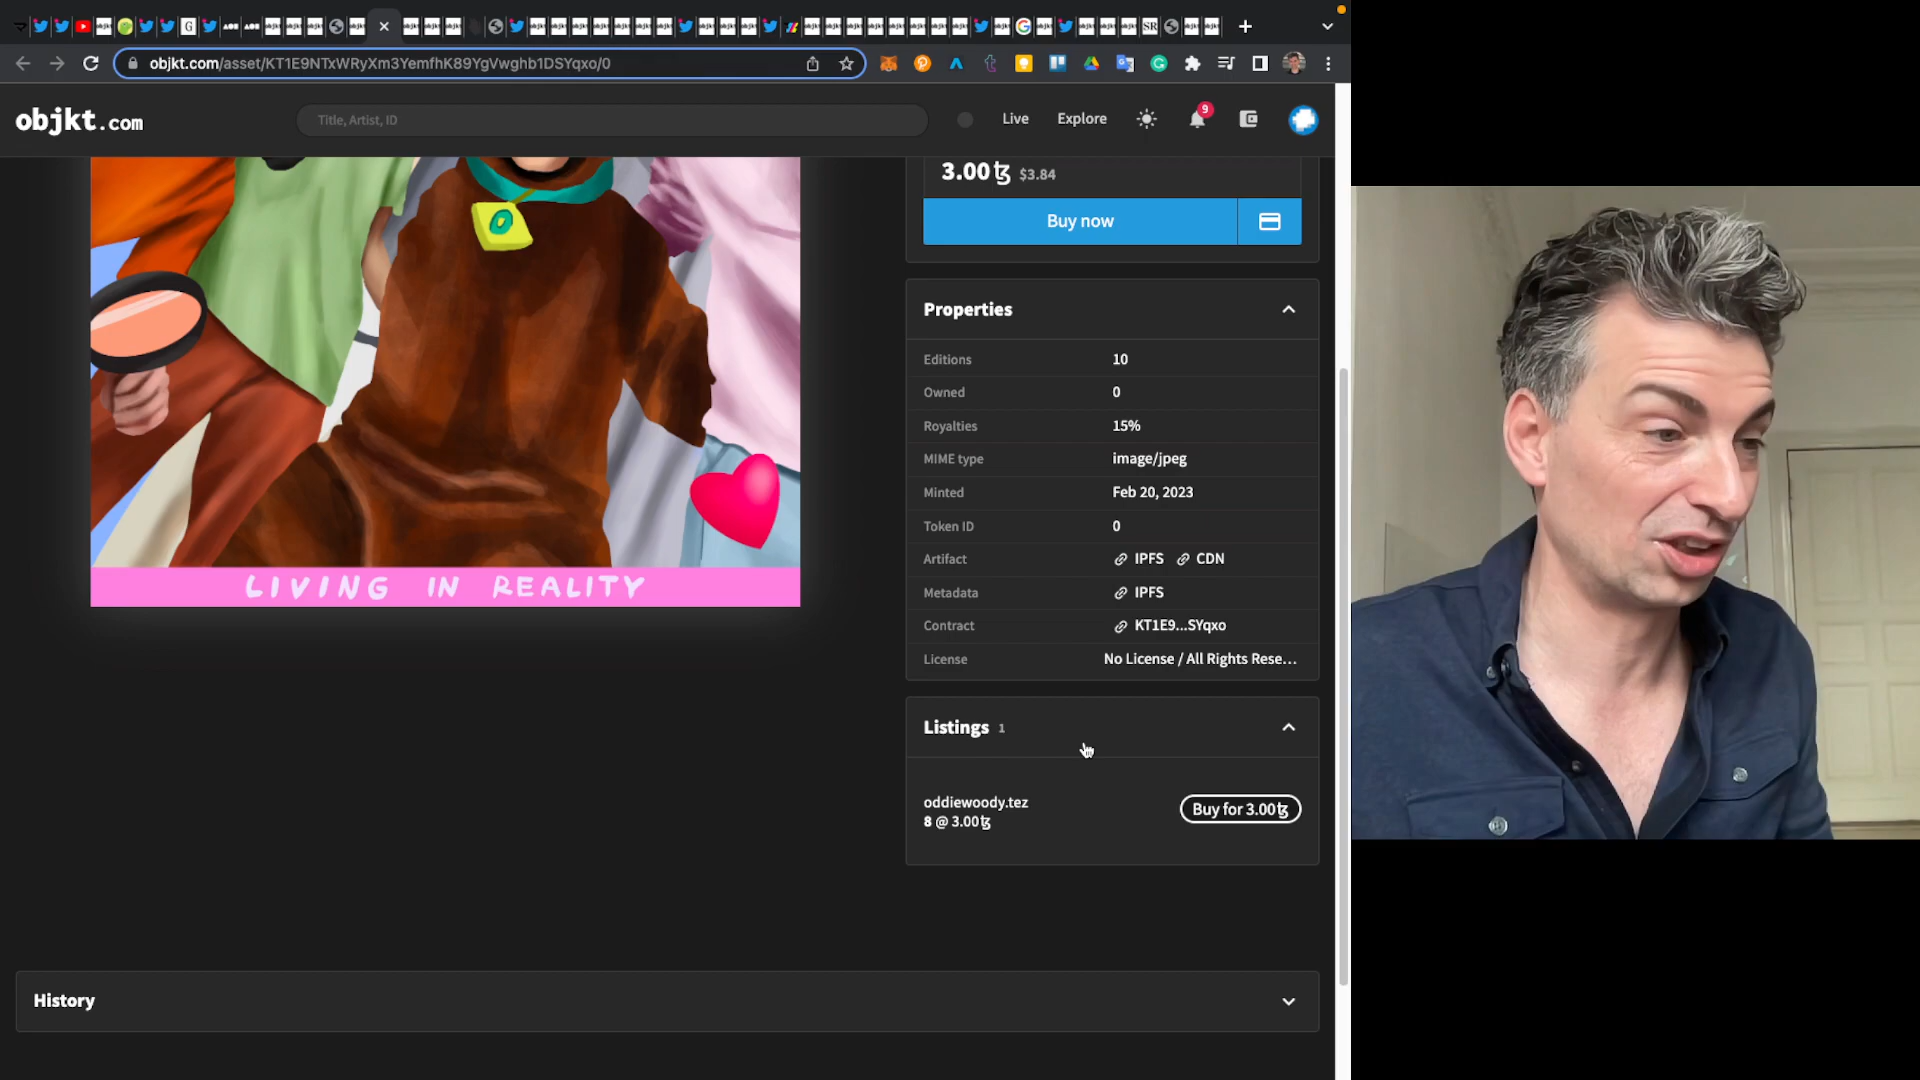 objkt.com/asset/KT1E9NTxWRyXm3YemfhK89YgVwghb1DSYqxo/0
objkt.com
Title, Artist, ID
Live
Explore
9
3.00 ꜩ $3.84
Buy now
Properties
Editions 10
Owned 0
Royalties 15%
MIME type image/jpeg
Minted Feb 20, 2023
Token ID 0
Artifact IPFS CDN
Metadata IPFS
Contract KT1E9...SYqxo
License No License / All Rights Rese...
LIVING IN REALITY
Listings 1
oddiewoody.tez
8 @ 3.00ꜩ
Buy for 3.00ꜩ
History